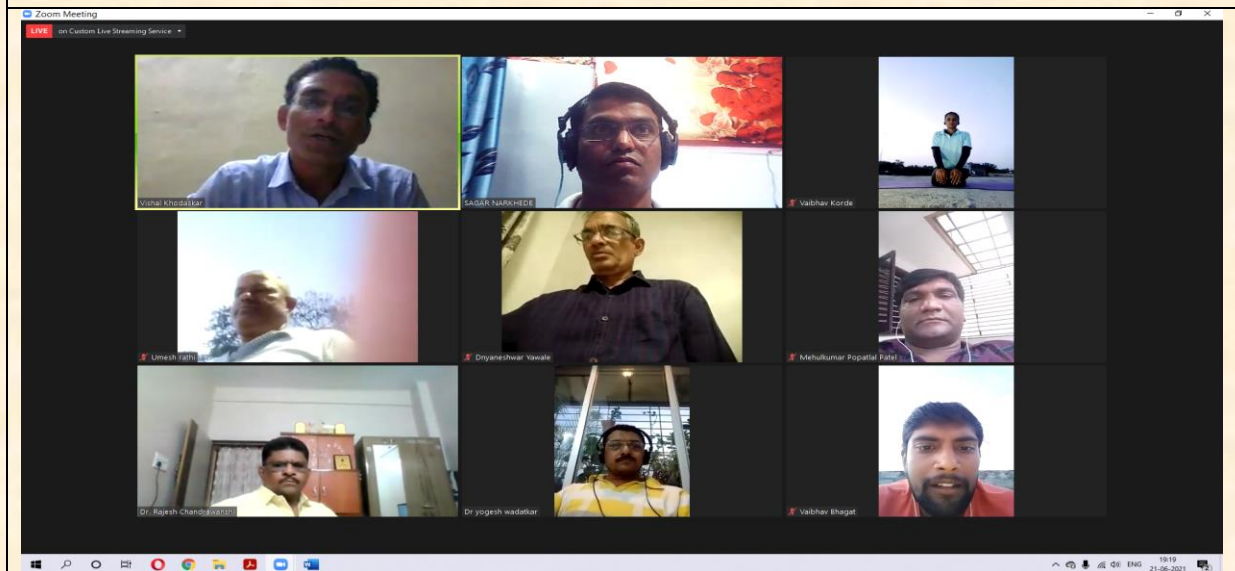 Zoom Meeting
LIVE on Custom Live Streaming Service
Vishal Khodaskar
SAGAR NARKHEDE
Vaibhav Korde
Umesh rathi
Dnyaneshwar Yawale
Mehulkumar Popatlal Patel
Dr. Rajesh Chandrawanshi
Dr yogesh wadatkar
Vaibhav Bhagat
ENG
19:19
21-06-2021
2